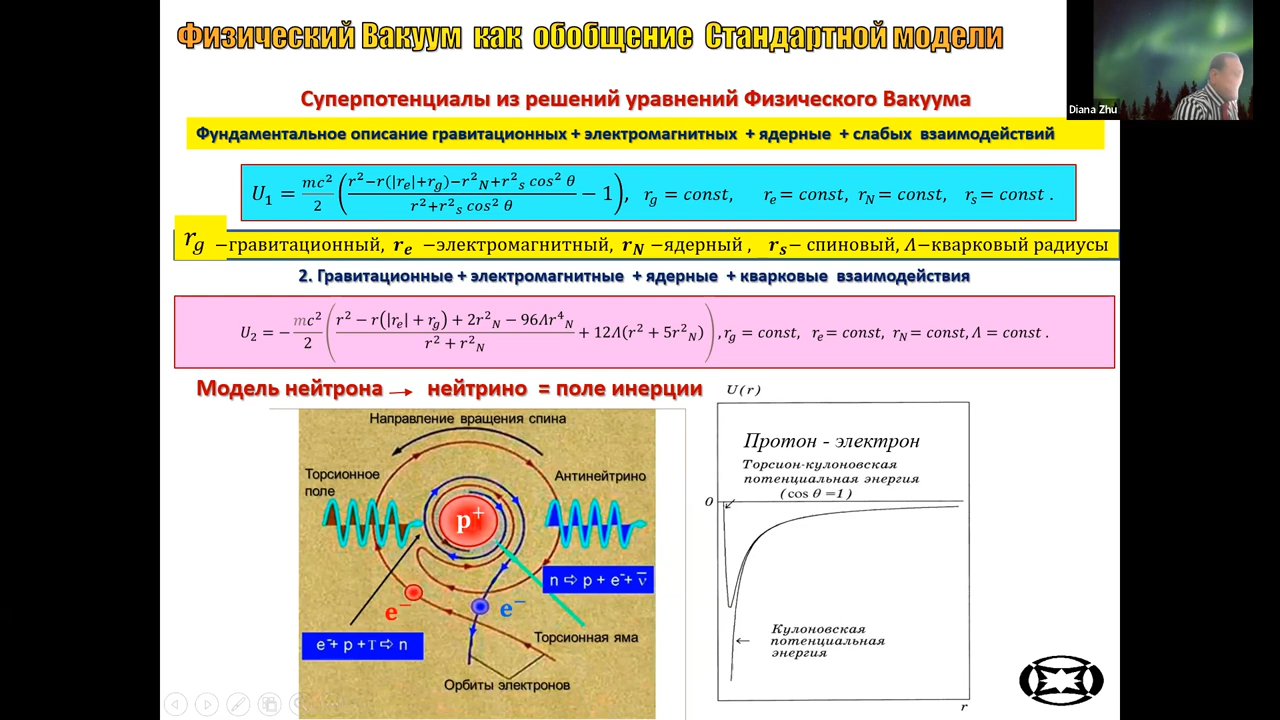 Физический Вакуум как обобщение Стандартной модели
Diana Zhu
Суперпотенциалы из решений уравнений Физического Вакуума
Фундаментальное описание гравитационных + электромагнитных + ядерные + слабых взаимодействий
U₁ = mc²/2 ( (r²−r(|rₑ|+r_g)−r²_N+r²_s cos² θ)/(r²+r²_s cos² θ) − 1 ), r_g = const, rₑ = const, r_N = const, r_s = const .
r_g −гравитационный, rₑ −электромагнитный, r_N −ядерный , r_s− спиновый, Λ−кварковый радиусы
2. Гравитационные + электромагнитные + ядерные + кварковые взаимодействия
U₂ = − mc²/2 ( (r² − r(|rₑ| + r_g) + 2r²_N − 96Λr⁴_N)/(r² + r²_N) + 12Λ(r² + 5r²_N) ) , r_g = const, rₑ = const, r_N = const, Λ = const .
Модель нейтрона → нейтрино = поле инерции
Направление вращения спина
Торсионное
поле
Антинейтрино
p⁺
n ⇨ p + e⁻+ ν̅
e⁻
e⁻
e⁻+ p + T ⇨ n
Торсионная яма
Орбиты электронов
U(r)
Протон - электрон
Торсион-кулоновская
потенциальная энергия
(cos θ =1)
0
Кулоновская
потенциальная
энергия
r